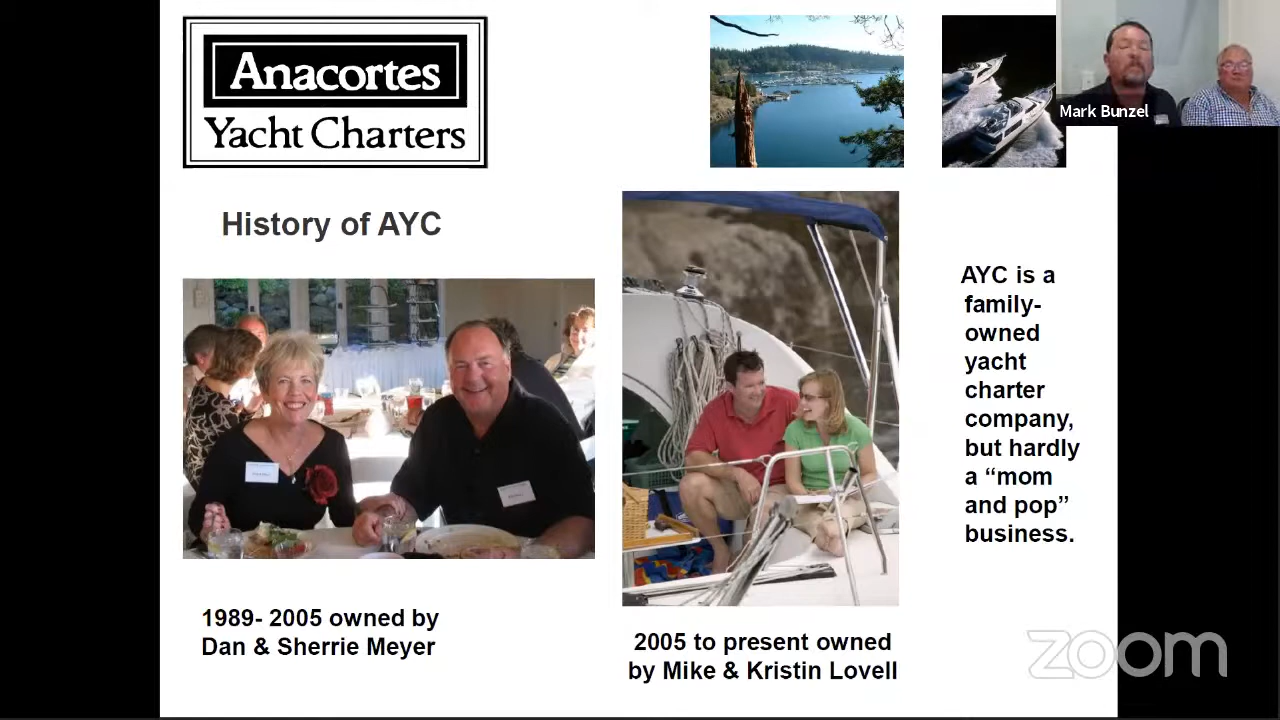 Anacortes
Yacht Charters
Mark Bunzel
History of AYC
AYC is a
family-
owned
yacht
charter
company,
but hardly
a “mom
and pop”
business.
1989- 2005 owned by
Dan & Sherrie Meyer
2005 to present owned
by Mike & Kristin Lovell
zoom